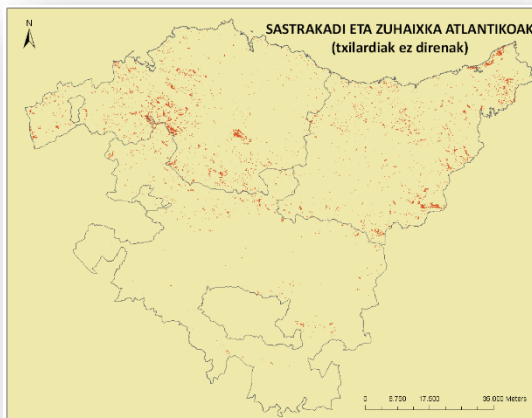 N
SASTRAKADI ETA ZUHAIXKA ATLANTIKOAK
(txilardiak ez direnak)
0 8.750 17.500 35.000 Meters